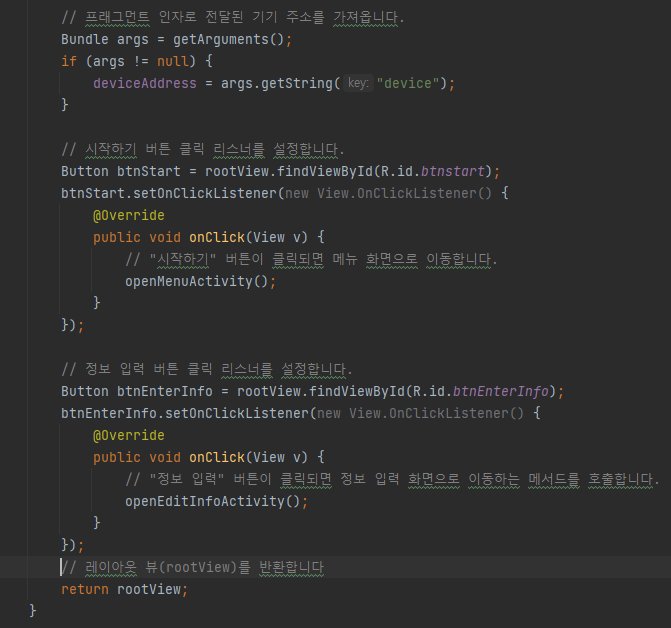 // 프래그먼트 인자로 전달된 기기 주소를 가져옵니다.
Bundle args = getArguments();
if (args != null) {
    deviceAddress = args.getString( key: "device");
}

// 시작하기 버튼 클릭 리스너를 설정합니다.
Button btnStart = rootView.findViewById(R.id.btnstart);
btnStart.setOnClickListener(new View.OnClickListener() {
    @Override
    public void onClick(View v) {
        // "시작하기" 버튼이 클릭되면 메뉴 화면으로 이동합니다.
        openMenuActivity();
    }
});

// 정보 입력 버튼 클릭 리스너를 설정합니다.
Button btnEnterInfo = rootView.findViewById(R.id.btnEnterInfo);
btnEnterInfo.setOnClickListener(new View.OnClickListener() {
    @Override
    public void onClick(View v) {
        // "정보 입력" 버튼이 클릭되면 정보 입력 화면으로 이동하는 메서드를 호출합니다.
        openEditInfoActivity();
    }
});
// 레이아웃 뷰(rootView)를 반환합니다
return rootView;
}